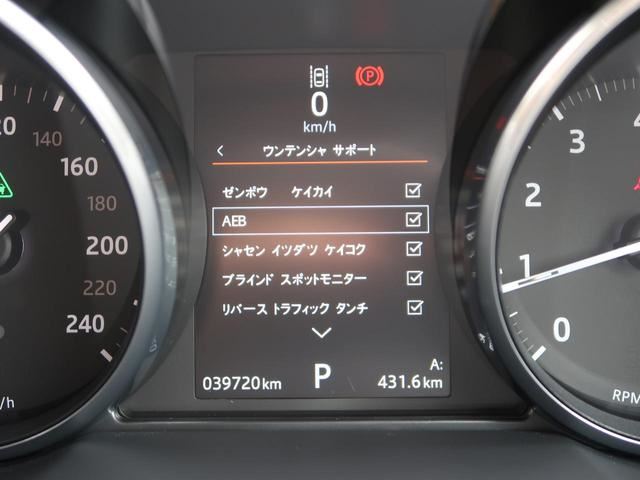 0
km/h
ウンテンシャ サポート
ゼンポウ ケイカイ
AEB
シャセン イツダツ ケイコク
ブラインド スポットモニター
リバース トラフィック タンチ
039720km
P
A:
431.6km
20
140
160
180
200
220
240
/h
0
1
2
3
4
RPM
P